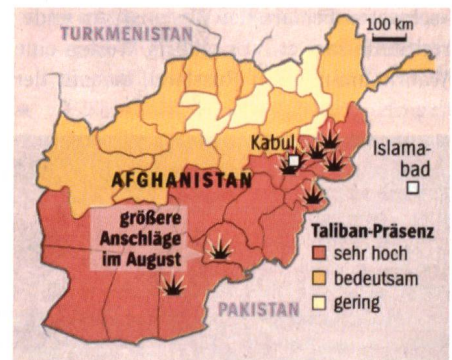 TURKMENISTAN
100 km
Kabul
Islama-
bad
AFGHANISTAN
größere
Anschläge
im August
Taliban-Präsenz
sehr hoch
bedeutsam
gering
PAKISTAN